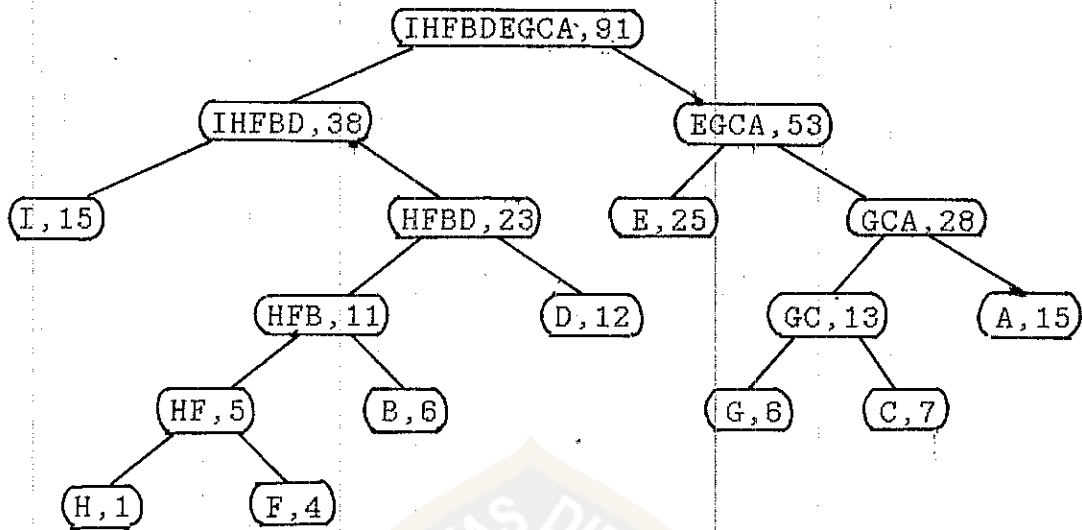 IHFBDEGCA,91
IHFBD,38
EGCA,53
I,15
HFBD,23
E,25
GCA,28
HFB,11
D,12
GC,13
A,15
HF,5
B,6
G,6
C,7
H,1
F,4